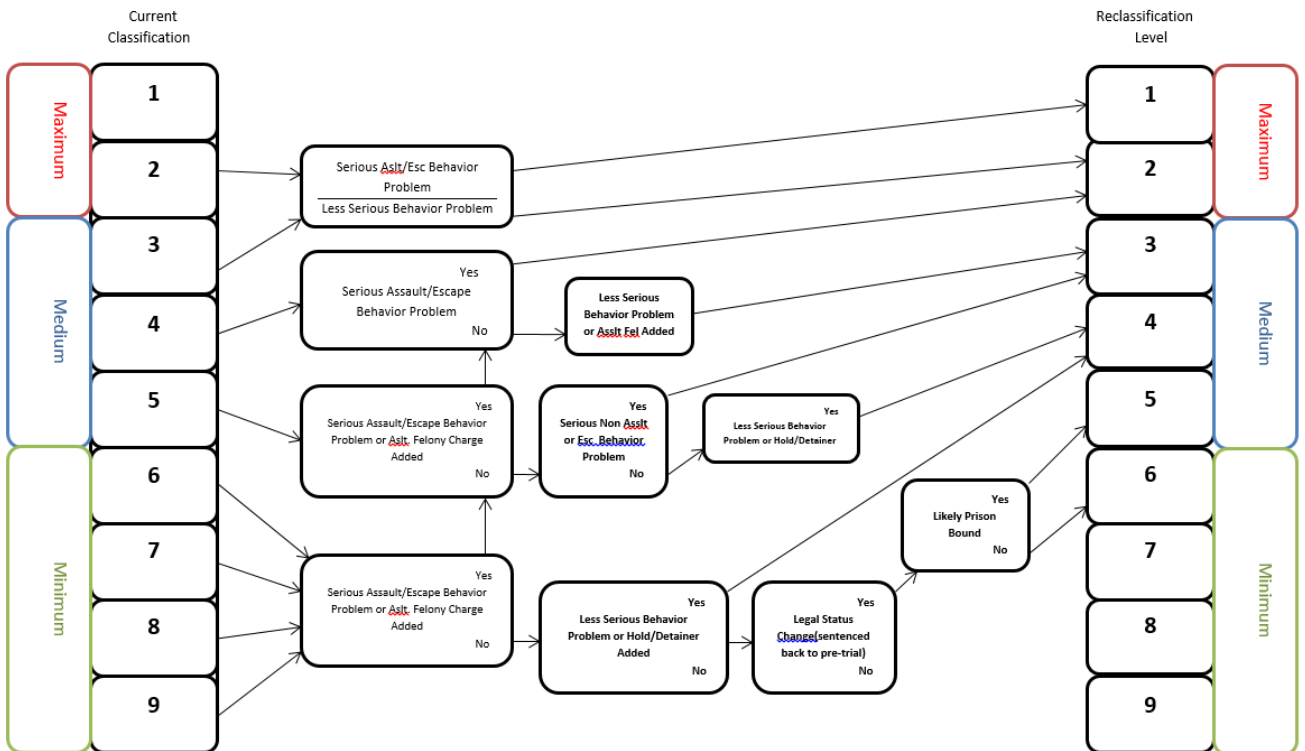 Current
Classification
Reclassification
Level
Maximum
Medium
Minimum
1
2
3
4
5
6
7
8
9
Serious Aslt/Esc Behavior
Problem
Less Serious Behavior Problem
Yes
Serious Assault/Escape
Behavior Problem
No
Less Serious
Behavior Problem
or Asslt Fel Added
Yes
Serious Assault/Escape Behavior
Problem or Aslt. Felony Charge
Added
No
Yes
Serious Non Asslt
or Esc. Behavior
Problem
No
Yes
Less Serious Behavior
Problem or Hold/Detainer
Yes
Likely Prison
Bound
No
Yes
Serious Assault/Escape Behavior
Problem or Aslt. Felony Charge
Added
No
Yes
Less Serious Behavior
Problem or Hold/Detainer
Added
No
Yes
Legal Status
Change(sentenced
back to pre-trial)
No
1
2
3
4
5
6
7
8
9
Maximum
Medium
Minimum